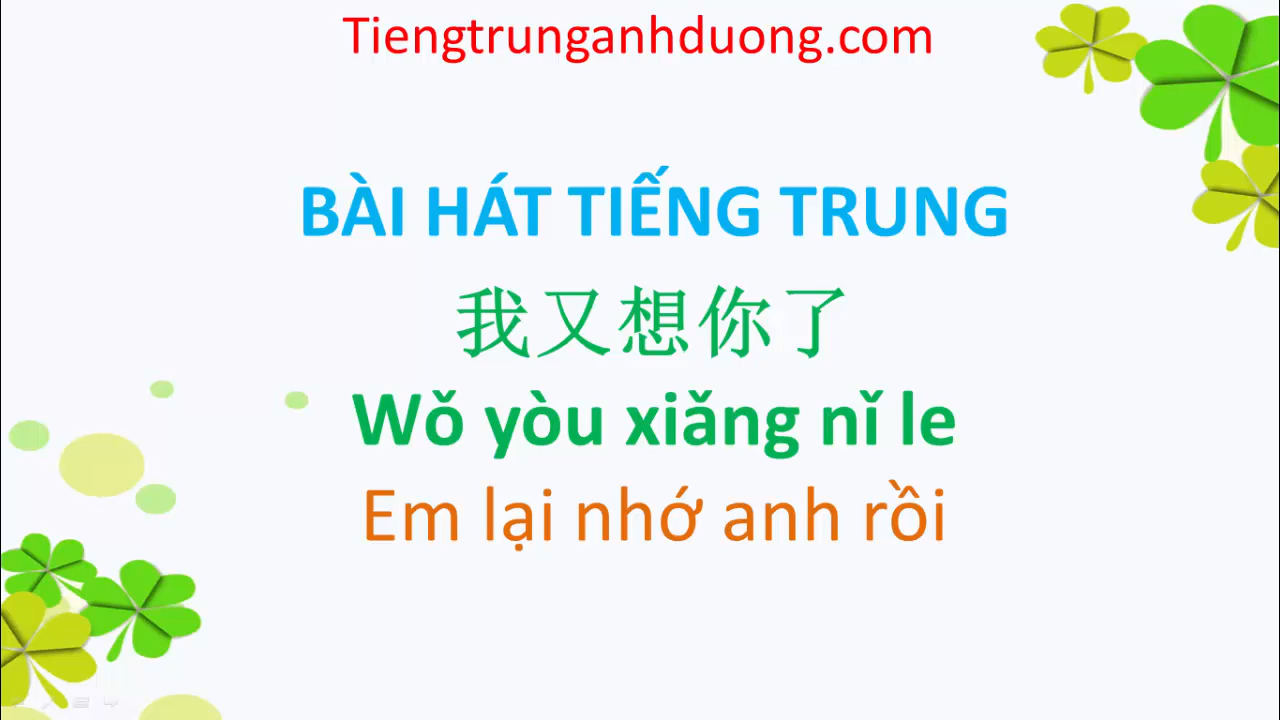 Tiengtrunganhduong.com
BÀI HÁT TIẾNG TRUNG
我又想你了
Wǒ yòu xiǎng nǐ le
Em lại nhớ anh rồi